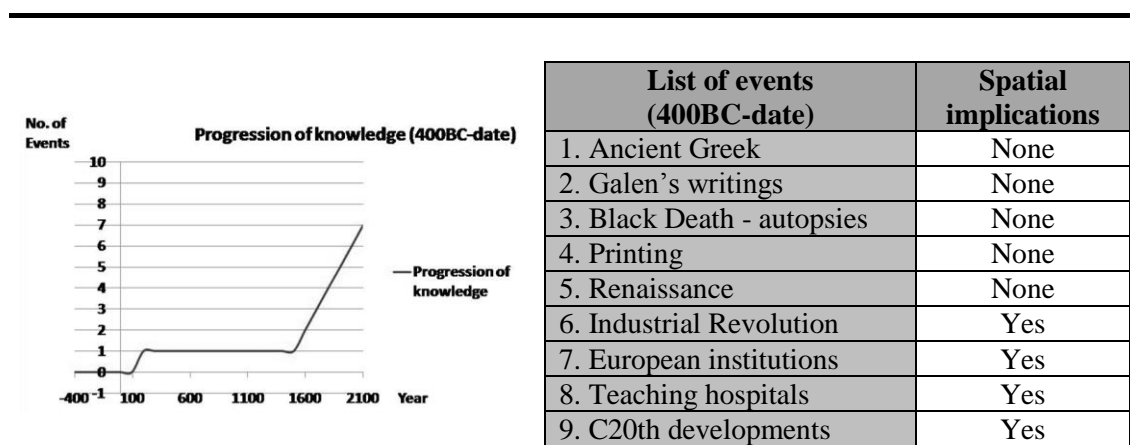 No. of
Events
Progression of knowledge (400BC-date)
10
9
8
7
6
5
4
3
2
1
0
-1
-400 100 600 1100 1600 2100 Year
Progression of
knowledge
List of events Spatial
(400BC-date) implications
1. Ancient Greek None
2. Galen’s writings None
3. Black Death - autopsies None
4. Printing None
5. Renaissance None
6. Industrial Revolution Yes
7. European institutions Yes
8. Teaching hospitals Yes
9. C20th developments Yes